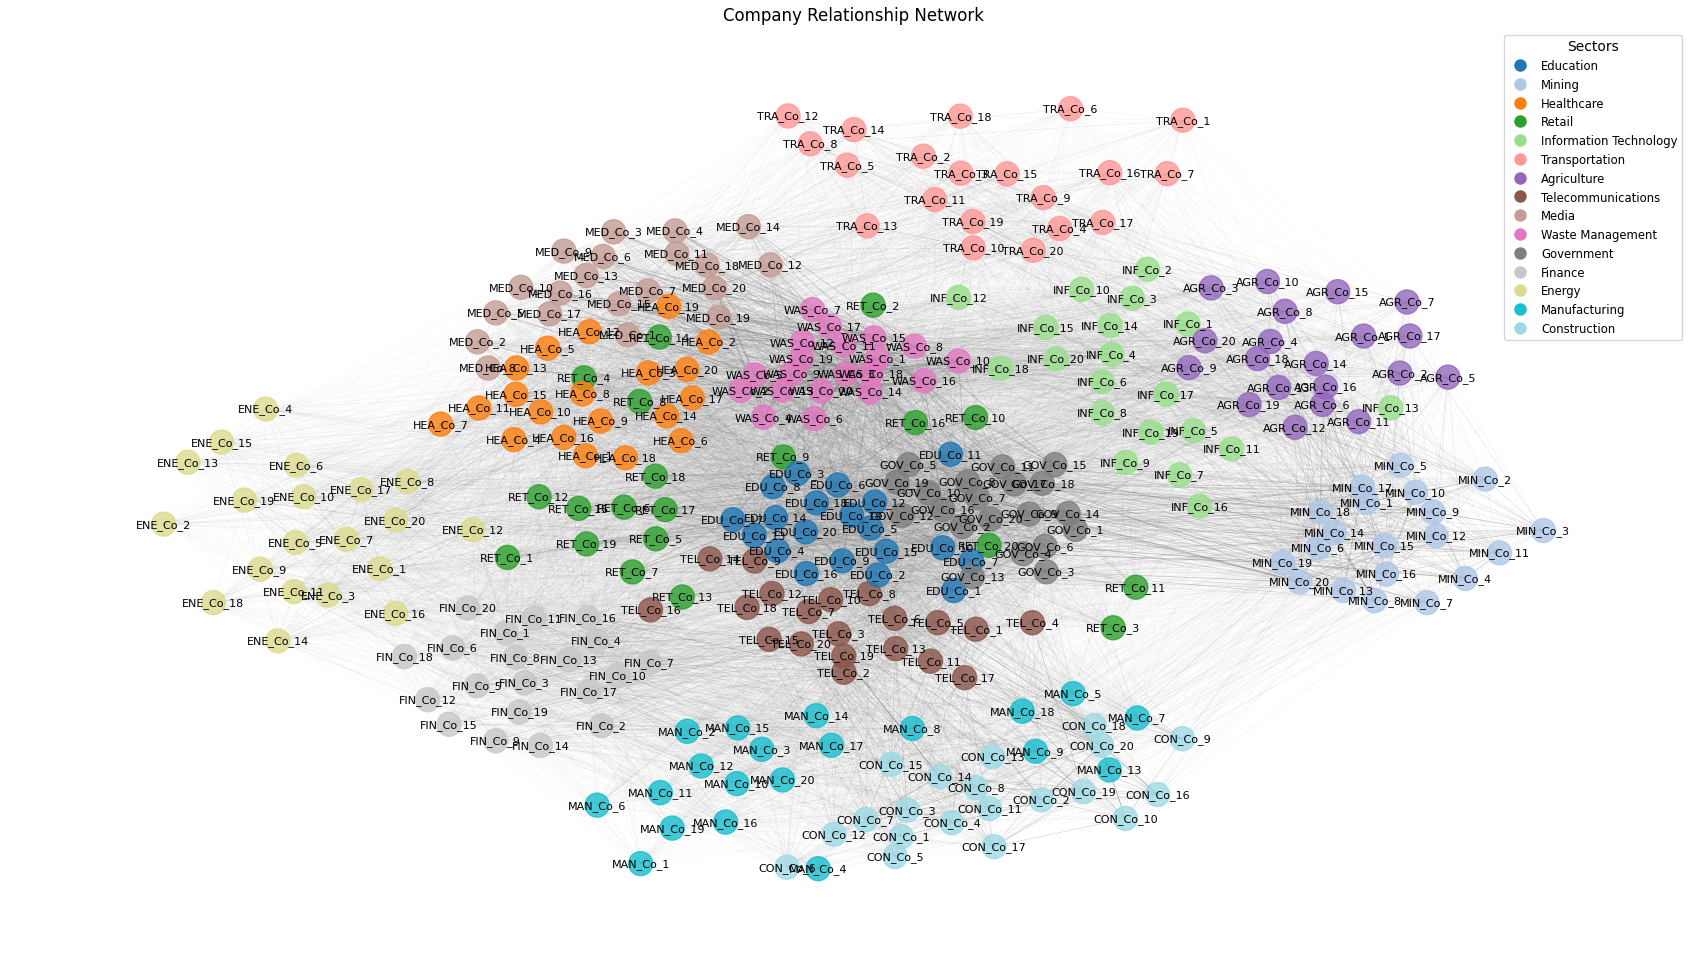 Company Relationship Network
Sectors
Education
Mining
Healthcare
Retail
Information Technology
Transportation
Agriculture
Telecommunications
Media
Waste Management
Government
Finance
Energy
Manufacturing
Construction
TRA_Co_12
TRA_Co_14
TRA_Co_18
TRA_Co_6
TRA_Co_1
TRA_Co_8
TRA_Co_5
TRA_Co_2
TRA_Co_3
TRA_Co_15
TRA_Co_16
TRA_Co_7
TRA_Co_11
TRA_Co_9
TRA_Co_13
TRA_Co_19
TRA_Co_4
TRA_Co_17
TRA_Co_10
TRA_Co_20
MED_Co_3
MED_Co_4
MED_Co_14
MED_Co_9
MED_Co_6
MED_Co_11
MED_Co_18
MED_Co_12
MED_Co_13
MED_Co_10
MED_Co_16
MED_Co_7
MED_Co_20
MED_Co_15
MED_Co_5
MED_Co_17
MED_Co_19
MED_Co_1
MED_Co_2
MED_Co_8
HEA_Co_19
HEA_Co_12
HEA_Co_2
HEA_Co_5
HEA_Co_13
HEA_Co_3
HEA_Co_20
HEA_Co_15
HEA_Co_8
HEA_Co_17
HEA_Co_11
HEA_Co_10
HEA_Co_14
HEA_Co_9
HEA_Co_7
HEA_Co_4
HEA_Co_16
HEA_Co_6
HEA_Co_1
HEA_Co_18
RET_Co_2
RET_Co_14
RET_Co_4
RET_Co_8
RET_Co_16
RET_Co_10
RET_Co_9
RET_Co_18
RET_Co_12
RET_Co_6
RET_Co_17
RET_Co_19
RET_Co_5
RET_Co_1
RET_Co_7
RET_Co_13
RET_Co_20
RET_Co_11
RET_Co_3
WAS_Co_7
WAS_Co_17
WAS_Co_15
WAS_Co_12
WAS_Co_11
WAS_Co_8
WAS_Co_19
WAS_Co_1
WAS_Co_10
WAS_Co_9
WAS_Co_3
WAS_Co_18
WAS_Co_16
WAS_Co_2
WAS_Co_14
WAS_Co_4
WAS_Co_6
INF_Co_2
INF_Co_10
INF_Co_12
INF_Co_3
INF_Co_15
INF_Co_14
INF_Co_1
INF_Co_20
INF_Co_4
INF_Co_18
INF_Co_6
INF_Co_17
INF_Co_8
INF_Co_13
INF_Co_19
INF_Co_5
INF_Co_11
INF_Co_9
INF_Co_7
INF_Co_16
AGR_Co_10
AGR_Co_3
AGR_Co_15
AGR_Co_7
AGR_Co_8
AGR_Co_20
AGR_Co_4
AGR_Co_1
AGR_Co_17
AGR_Co_18
AGR_Co_14
AGR_Co_9
AGR_Co_2
AGR_Co_5
AGR_Co_13
AGR_Co_16
AGR_Co_19
AGR_Co_6
AGR_Co_12
AGR_Co_11
MIN_Co_5
MIN_Co_2
MIN_Co_17
MIN_Co_10
MIN_Co_1
MIN_Co_18
MIN_Co_9
MIN_Co_14
MIN_Co_3
MIN_Co_12
MIN_Co_6
MIN_Co_15
MIN_Co_11
MIN_Co_19
MIN_Co_16
MIN_Co_4
MIN_Co_20
MIN_Co_13
MIN_Co_8
MIN_Co_7
ENE_Co_4
ENE_Co_15
ENE_Co_13
ENE_Co_6
ENE_Co_8
ENE_Co_17
ENE_Co_19
ENE_Co_10
ENE_Co_2
ENE_Co_20
ENE_Co_12
ENE_Co_5
ENE_Co_7
ENE_Co_9
ENE_Co_1
ENE_Co_11
ENE_Co_3
ENE_Co_18
ENE_Co_16
ENE_Co_14
EDU_Co_11
EDU_Co_3
EDU_Co_8
EDU_Co_6
EDU_Co_18
EDU_Co_12
EDU_Co_14
EDU_Co_5
EDU_Co_20
EDU_Co_13
EDU_Co_4
EDU_Co_15
EDU_Co_9
EDU_Co_7
EDU_Co_16
EDU_Co_2
EDU_Co_1
GOV_Co_5
GOV_Co_11
GOV_Co_15
GOV_Co_19
GOV_Co_8
GOV_Co_18
GOV_Co_10
GOV_Co_7
GOV_Co_16
GOV_Co_12
GOV_Co_20
GOV_Co_14
GOV_Co_2
GOV_Co_1
GOV_Co_6
GOV_Co_4
GOV_Co_3
GOV_Co_13
TEL_Co_14
TEL_Co_9
TEL_Co_12
TEL_Co_10
TEL_Co_8
TEL_Co_16
TEL_Co_18
TEL_Co_7
TEL_Co_6
TEL_Co_5
TEL_Co_1
TEL_Co_4
TEL_Co_15
TEL_Co_3
TEL_Co_20
TEL_Co_13
TEL_Co_19
TEL_Co_11
TEL_Co_2
TEL_Co_17
FIN_Co_20
FIN_Co_11
FIN_Co_16
FIN_Co_1
FIN_Co_4
FIN_Co_6
FIN_Co_18
FIN_Co_8
FIN_Co_13
FIN_Co_7
FIN_Co_10
FIN_Co_5
FIN_Co_3
FIN_Co_17
FIN_Co_12
FIN_Co_19
FIN_Co_15
FIN_Co_2
FIN_Co_9
FIN_Co_14
MAN_Co_5
MAN_Co_18
MAN_Co_7
MAN_Co_14
MAN_Co_15
MAN_Co_2
MAN_Co_8
MAN_Co_3
MAN_Co_17
MAN_Co_9
MAN_Co_12
MAN_Co_13
MAN_Co_10
MAN_Co_20
MAN_Co_11
MAN_Co_6
MAN_Co_19
MAN_Co_16
MAN_Co_1
MAN_Co_4
CON_Co_18
CON_Co_9
CON_Co_20
CON_Co_13
CON_Co_15
CON_Co_14
CON_Co_8
CON_Co_19
CON_Co_16
CON_Co_2
CON_Co_11
CON_Co_3
CON_Co_7
CON_Co_4
CON_Co_10
CON_Co_12
CON_Co_1
CON_Co_17
CON_Co_5
CON_Co_6